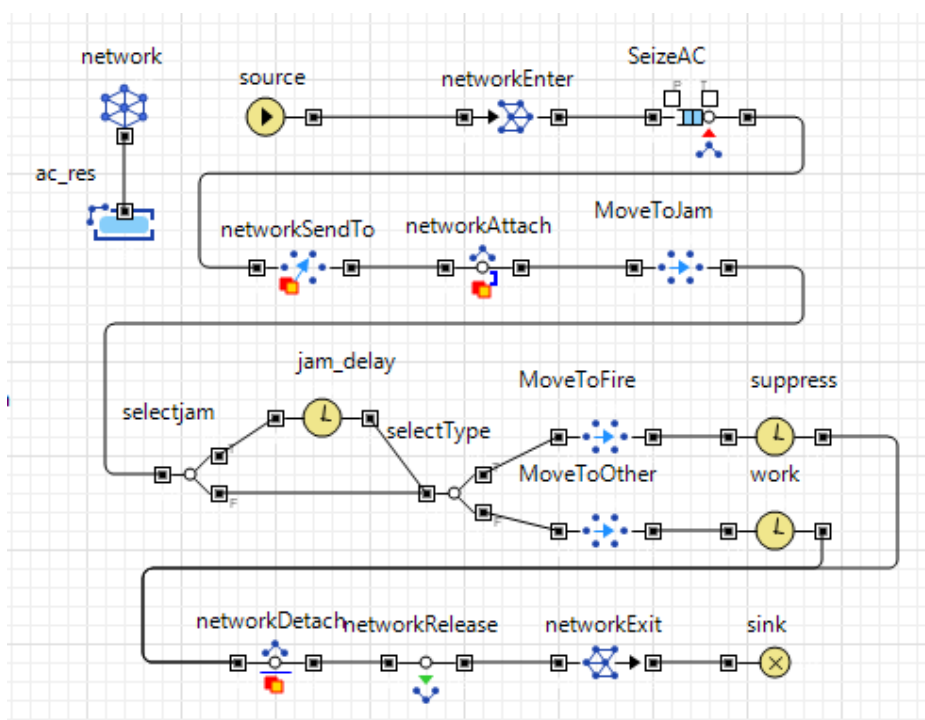 network
source
networkEnter
SeizeAC
P
T
ac_res
networkSendTo
networkAttach
MoveToJam
jam_delay
MoveToFire
suppress
selectjam
selectType
MoveToOther
work
F
F
networkDetach
networkRelease
networkExit
sink